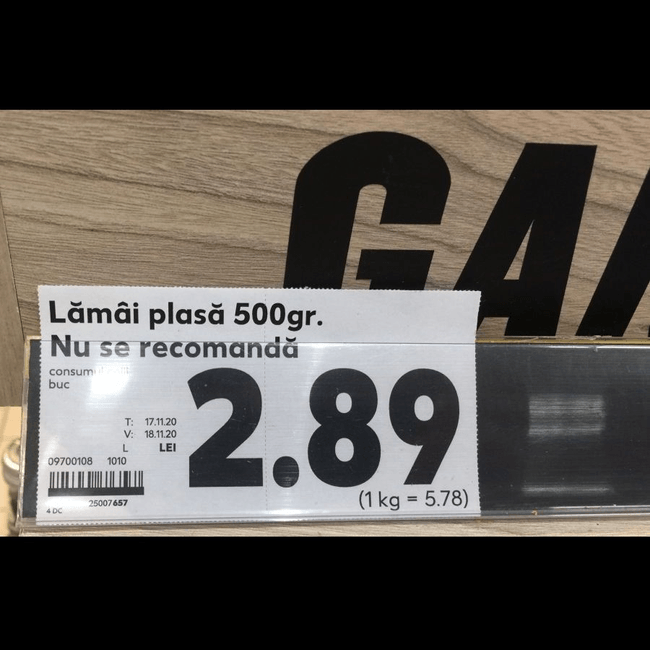 GA
Lămâi plasă 500gr.
Nu se recomandă
buc
2.89
T: 17.11.20
V: 18.11.20
L LEI
09700108 1010
25007657
4 DC
(1 kg = 5.78)